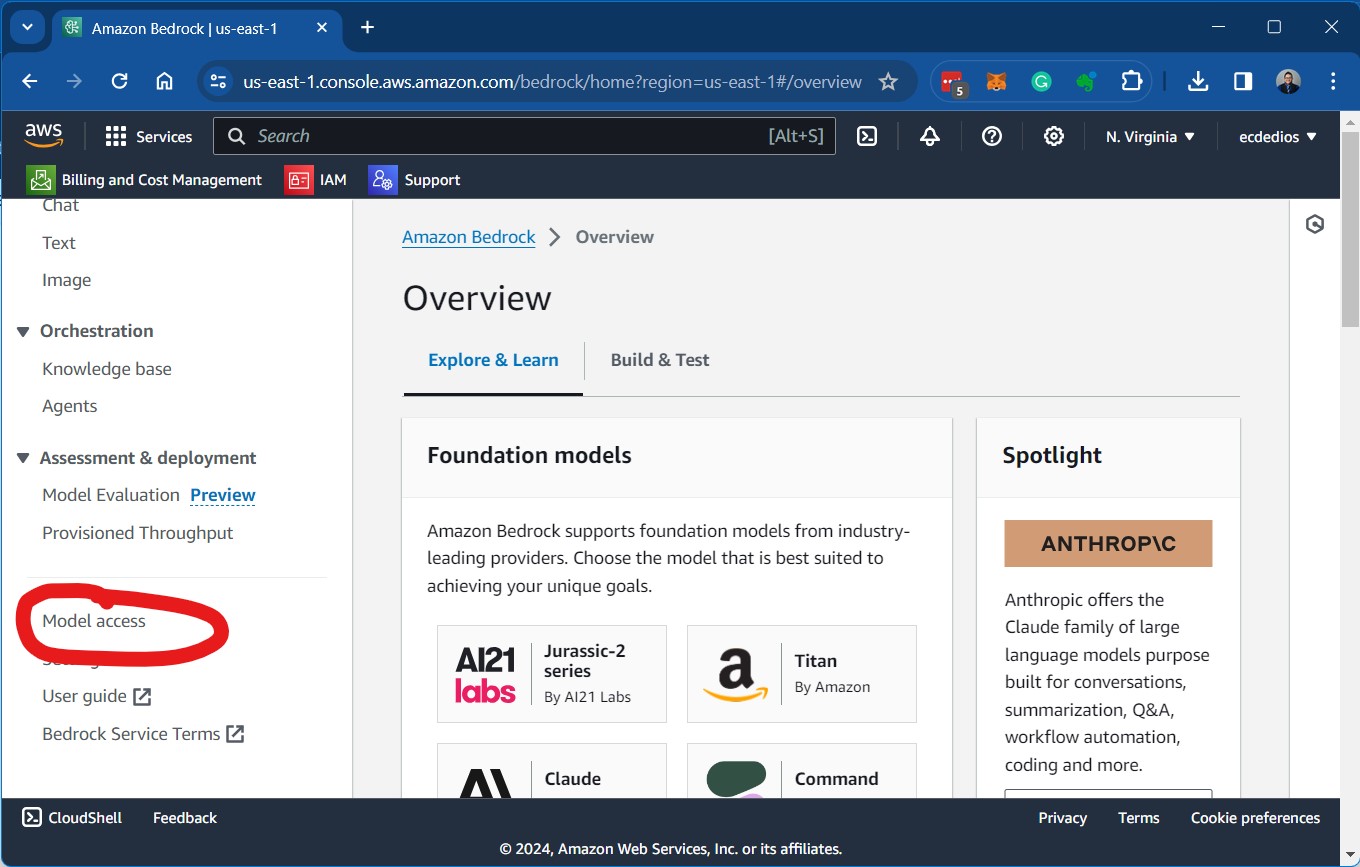 Amazon Bedrock | us-east-1
us-east-1.console.aws.amazon.com/bedrock/home?region=us-east-1#/overview
5
aws
Services
Search
[Alt+S]
N. Virginia
ecdedios
Billing and Cost Management
IAM
Support
Chat
Text
Image
Orchestration
Knowledge base
Agents
Assessment & deployment
Model Evaluation Preview
Provisioned Throughput
Model access
User guide
Bedrock Service Terms
Amazon Bedrock
Overview
Overview
Explore & Learn
Build & Test
Foundation models
Amazon Bedrock supports foundation models from industry-
leading providers. Choose the model that is best suited to
achieving your unique goals.
AI21
labs
Jurassic-2
series
By AI21 Labs
a
Titan
By Amazon
Claude
Command
Spotlight
ANTHROP\C
Anthropic offers the
Claude family of large
language models purpose
built for conversations,
summarization, Q&A,
workflow automation,
coding and more.
CloudShell
Feedback
Privacy
Terms
Cookie preferences
© 2024, Amazon Web Services, Inc. or its affiliates.